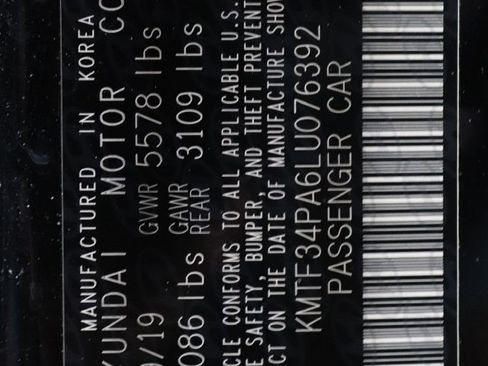 MANUFACTURED IN KOREA
YUNDAI MOTOR CO
9/19 GVWR 5578 lbs
086 lbs GAWR REAR 3109 lbs
CLE CONFORMS TO ALL APPLICABLE U.S.
E SAFETY, BUMPER, AND THEFT PREVENT
CT ON THE DATE OF MANUFACTURE SHO
KMTF34PA6LU076392
PASSENGER CAR